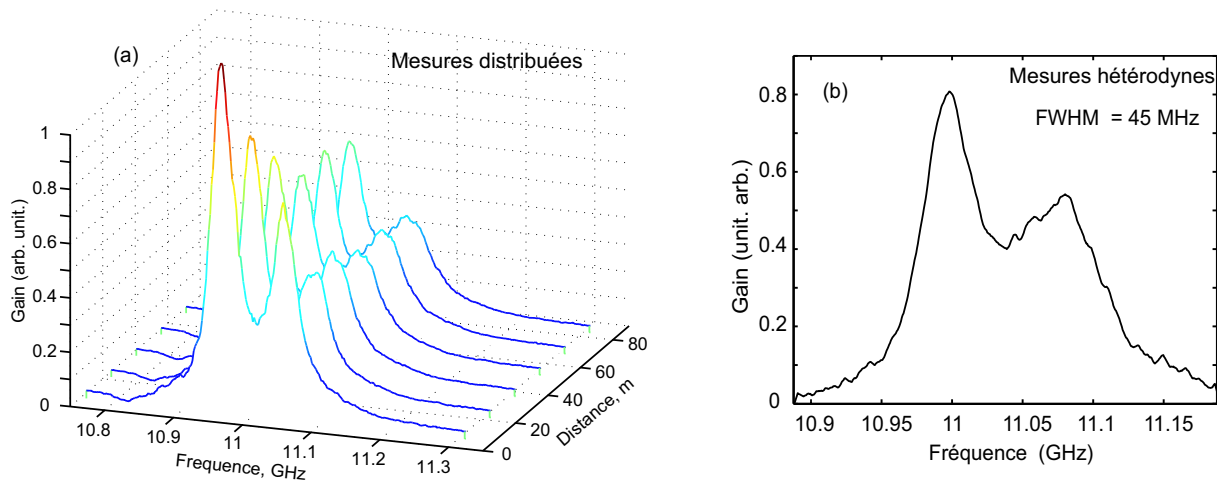 (a)
Mesures distribuées
1
0.8
0.6
0.4
0.2
0
Gain (arb. unit.)
10.8
10.9
11
11.1
11.2
11.3
Frequence, GHz
0
20
40
60
80
Distance, m
(b)
Mesures hétérodynes
FWHM = 45 MHz
0.8
0.6
0.4
0.2
0
Gain (unit. arb.)
10.9
10.95
11
11.05
11.1
11.15
Fréquence (GHz)